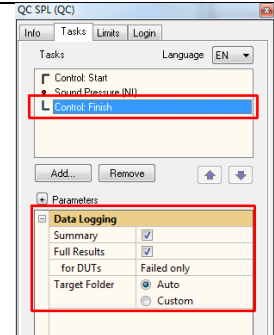 QC SPL (QC)
Info Tasks Limits Login
Tasks Language EN
Control: Start
Sound Pressure (NI)
Control: Finish
Add... Remove
Parameters
Data Logging
Summary
Full Results
for DUTs Failed only
Target Folder Auto
Custom